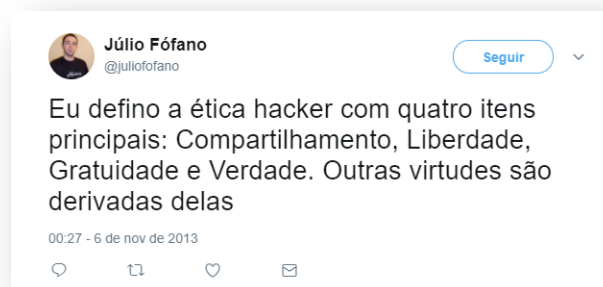 Júlio Fófano
@juliofofano
Seguir
Eu defino a ética hacker com quatro itens
principais: Compartilhamento, Liberdade,
Gratuidade e Verdade. Outras virtudes são
derivadas delas
00:27 - 6 de nov de 2013